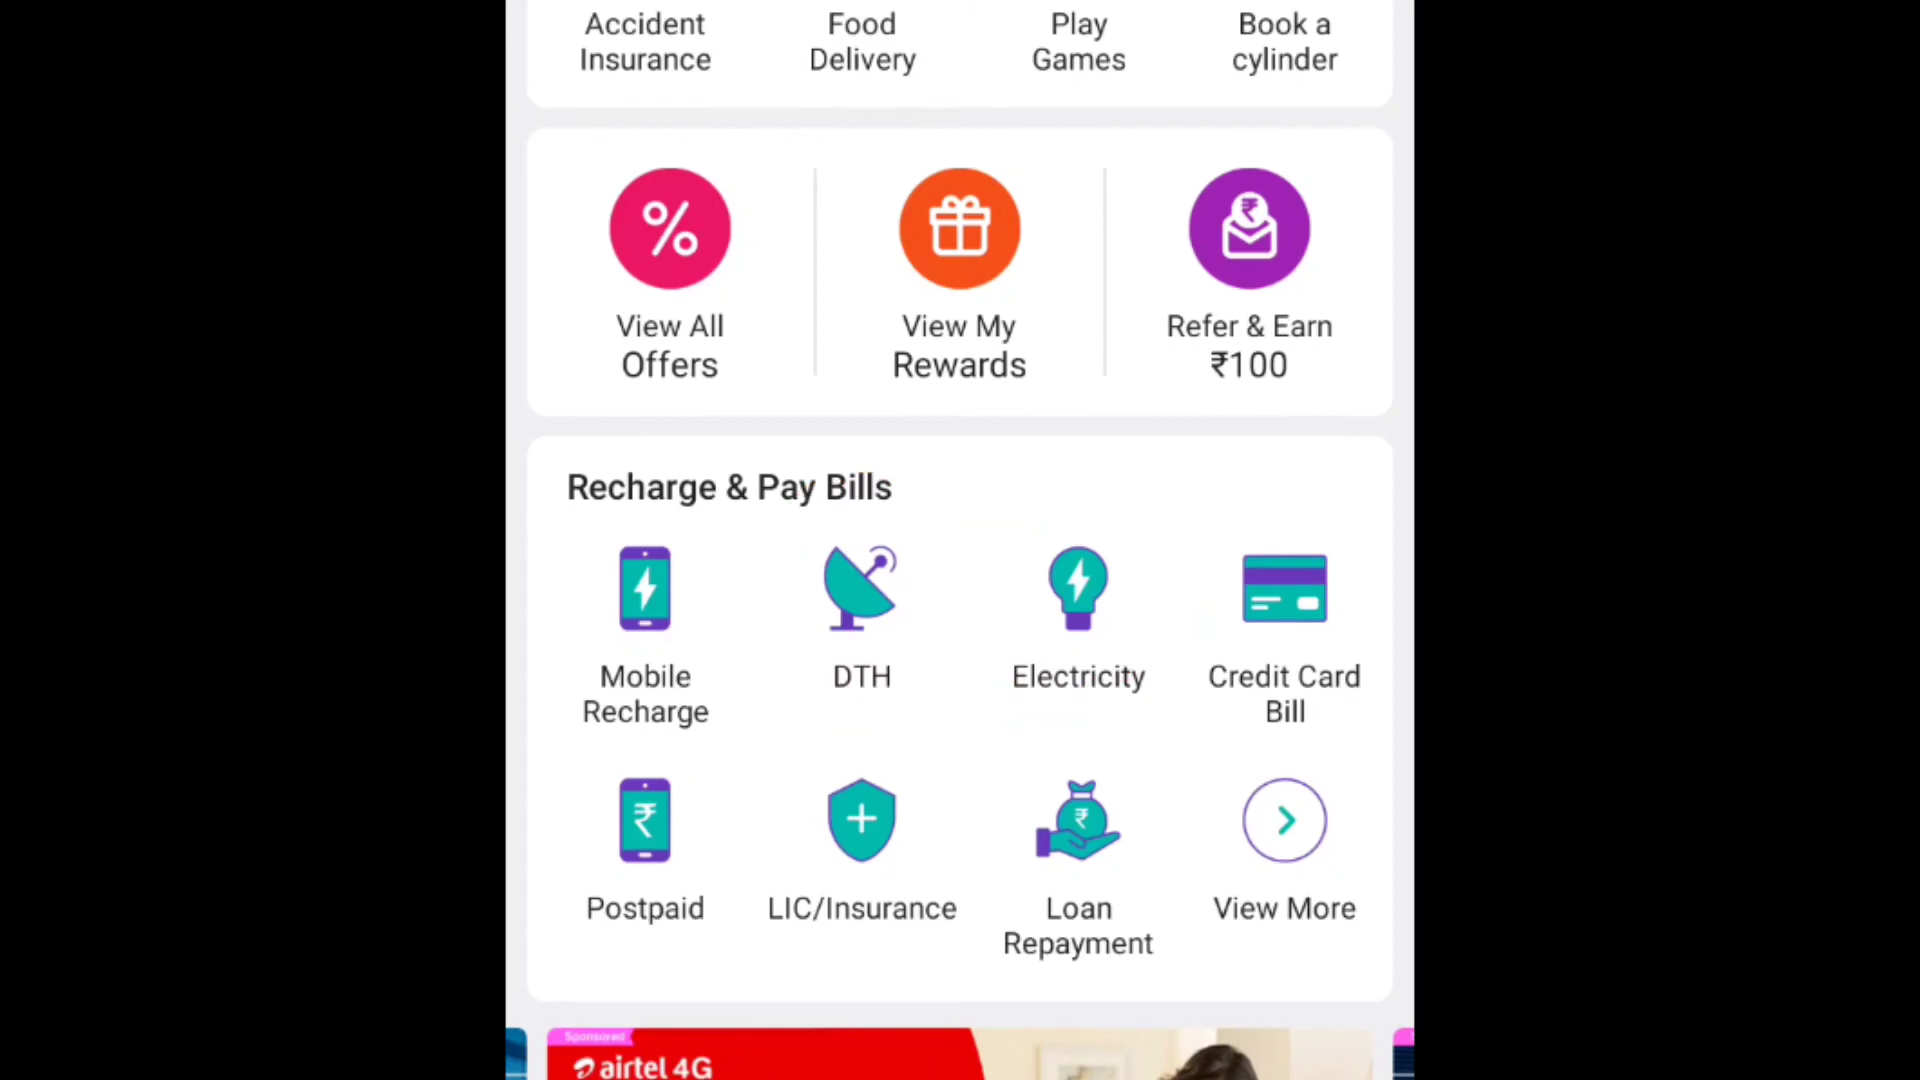 Accident Food Play Book a
Insurance Delivery Games cylinder
%
₹
View All View My Refer & Earn
Offers Rewards ₹100
Recharge & Pay Bills
Mobile DTH Electricity Credit Card
Recharge Bill
₹ ₹
Postpaid LIC/Insurance Loan View More
Repayment
Sponsored
airtel 4G